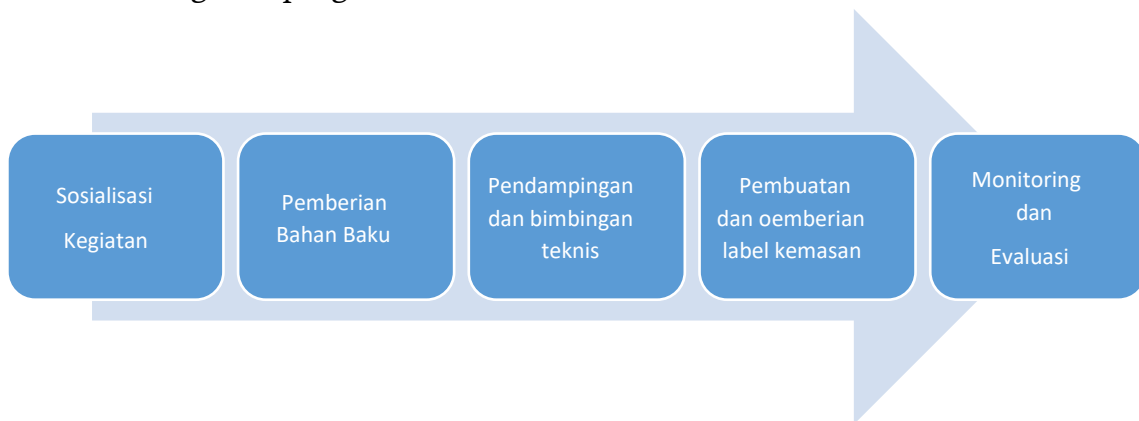 Sosialisasi
Kegiatan
Pemberian
Bahan Baku
Pendampingan
dan bimbingan
teknis
Pembuatan
dan oemberian
label kemasan
Monitoring
dan
Evaluasi